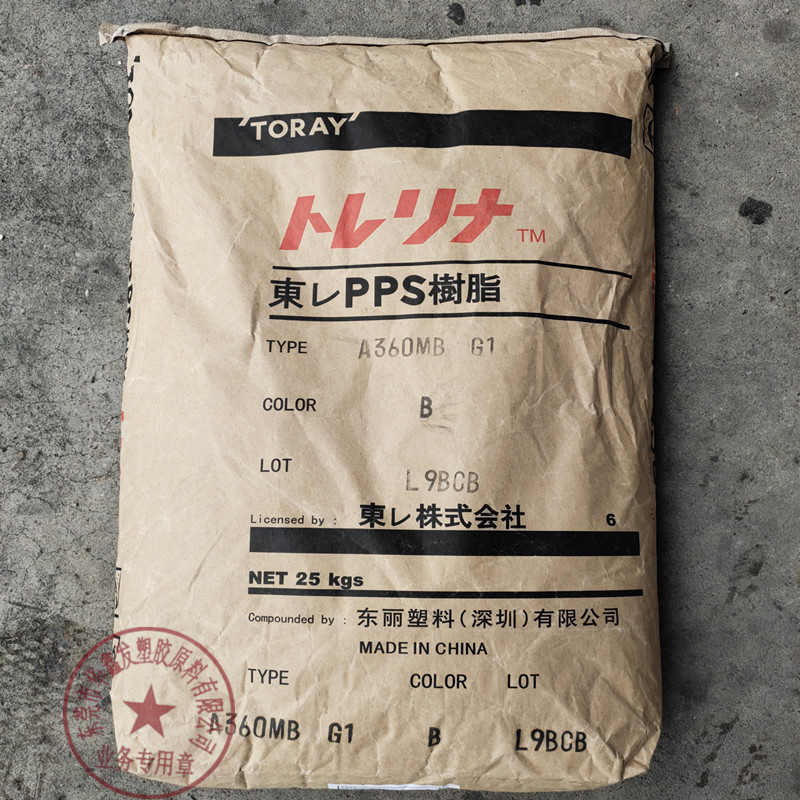 TORAY
トレリナ TM
東レPPS樹脂
TYPE A360MB G1
COLOR B
LOT L9BCB
Licensed by : 東レ株式会社 6
NET 25 kgs
Compounded by : 东丽塑料(深圳)有限公司
MADE IN CHINA
TYPE COLOR LOT
A360MB G1 B L9BCB
业务专用章